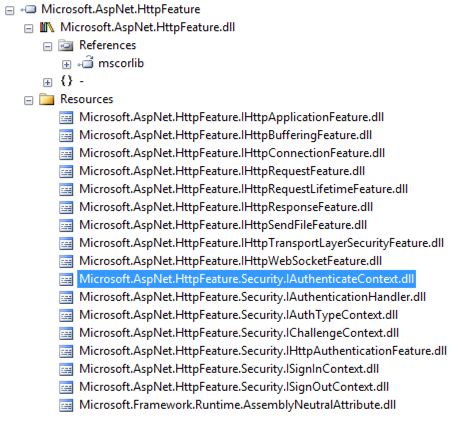 Microsoft.AspNet.HttpFeature
Microsoft.AspNet.HttpFeature.dll
References
mscorlib
{} -
Resources
Microsoft.AspNet.HttpFeature.IHttpApplicationFeature.dll
Microsoft.AspNet.HttpFeature.IHttpBufferingFeature.dll
Microsoft.AspNet.HttpFeature.IHttpConnectionFeature.dll
Microsoft.AspNet.HttpFeature.IHttpRequestFeature.dll
Microsoft.AspNet.HttpFeature.IHttpRequestLifetimeFeature.dll
Microsoft.AspNet.HttpFeature.IHttpResponseFeature.dll
Microsoft.AspNet.HttpFeature.IHttpSendFileFeature.dll
Microsoft.AspNet.HttpFeature.IHttpTransportLayerSecurityFeature.dll
Microsoft.AspNet.HttpFeature.IHttpWebSocketFeature.dll
Microsoft.AspNet.HttpFeature.Security.IAuthenticateContext.dll
Microsoft.AspNet.HttpFeature.Security.IAuthenticationHandler.dll
Microsoft.AspNet.HttpFeature.Security.IAuthTypeContext.dll
Microsoft.AspNet.HttpFeature.Security.IChallengeContext.dll
Microsoft.AspNet.HttpFeature.Security.IHttpAuthenticationFeature.dll
Microsoft.AspNet.HttpFeature.Security.ISignInContext.dll
Microsoft.AspNet.HttpFeature.Security.ISignOutContext.dll
Microsoft.Framework.Runtime.AssemblyNeutralAttribute.dll